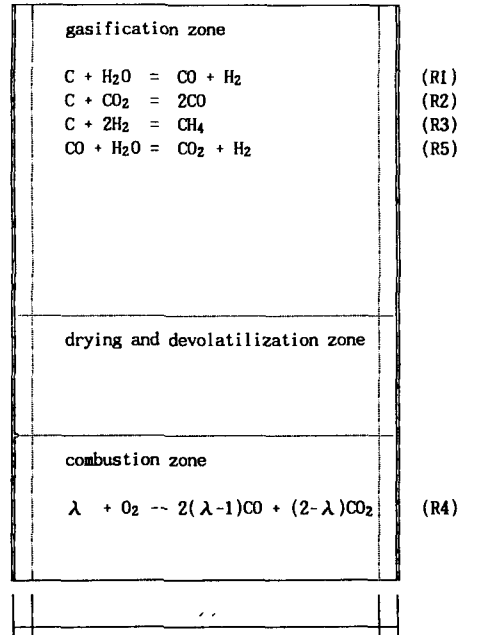 gasification zone
C + H₂O = CO + H₂ (R1)
C + CO₂ = 2CO (R2)
C + 2H₂ = CH₄ (R3)
CO + H₂O = CO₂ + H₂ (R5)
drying and devolatilization zone
combustion zone
λ + O₂ -- 2(λ-1)CO + (2-λ)CO₂ (R4)